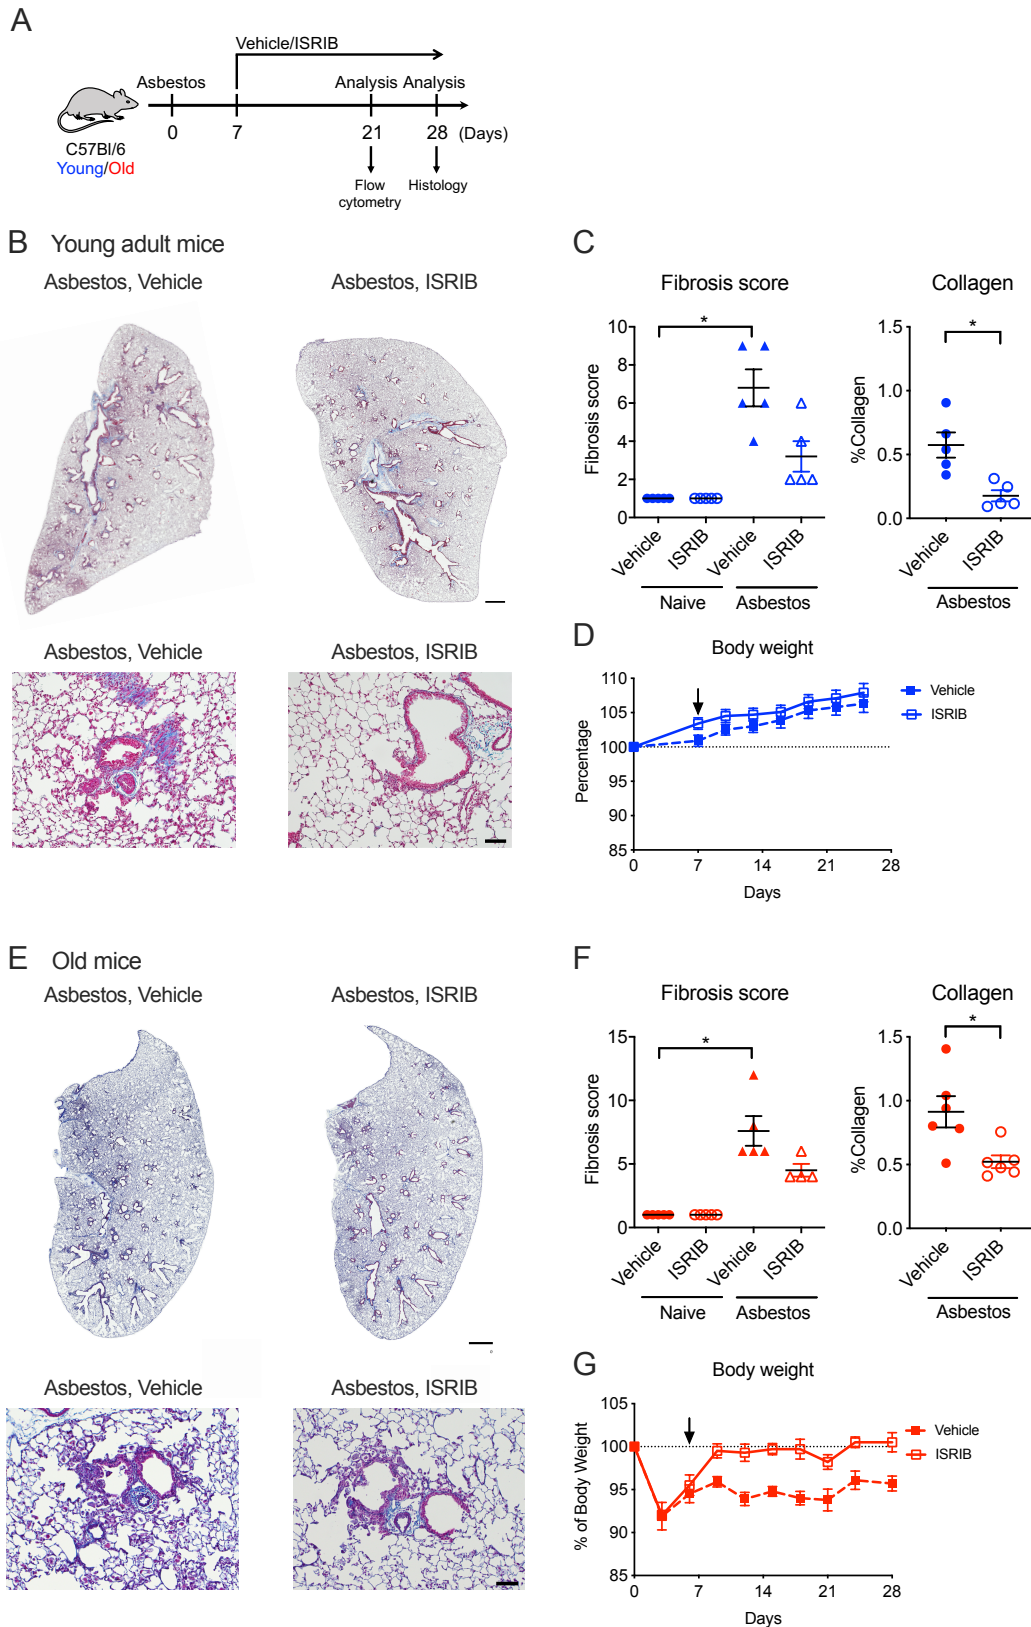 A
Vehicle/ISRIB
Asbestos
Analysis Analysis
0 7 21 28 (Days)
C57Bl/6
Young/Old
Flow cytometry
Histology
B Young adult mice
Asbestos, Vehicle
Asbestos, ISRIB
Asbestos, Vehicle
Asbestos, ISRIB
C
Fibrosis score
Fibrosis score
10
8
6
4
2
0
*
Vehicle
ISRIB
Vehicle
ISRIB
Naive
Asbestos
Collagen
%Collagen
1.5
1.0
0.5
0.0
*
Vehicle
ISRIB
Asbestos
D
Body weight
Percentage
110
105
100
95
90
85
0 7 14 21 28
Days
Vehicle
ISRIB
E Old mice
Asbestos, Vehicle
Asbestos, ISRIB
Asbestos, Vehicle
Asbestos, ISRIB
F
Fibrosis score
Fibrosis score
15
10
5
0
*
Vehicle
ISRIB
Vehicle
ISRIB
Naive
Asbestos
Collagen
%Collagen
1.5
1.0
0.5
0.0
*
Vehicle
ISRIB
Asbestos
G
Body weight
% of Body Weight
105
100
95
90
85
0 7 14 21 28
Days
Vehicle
ISRIB